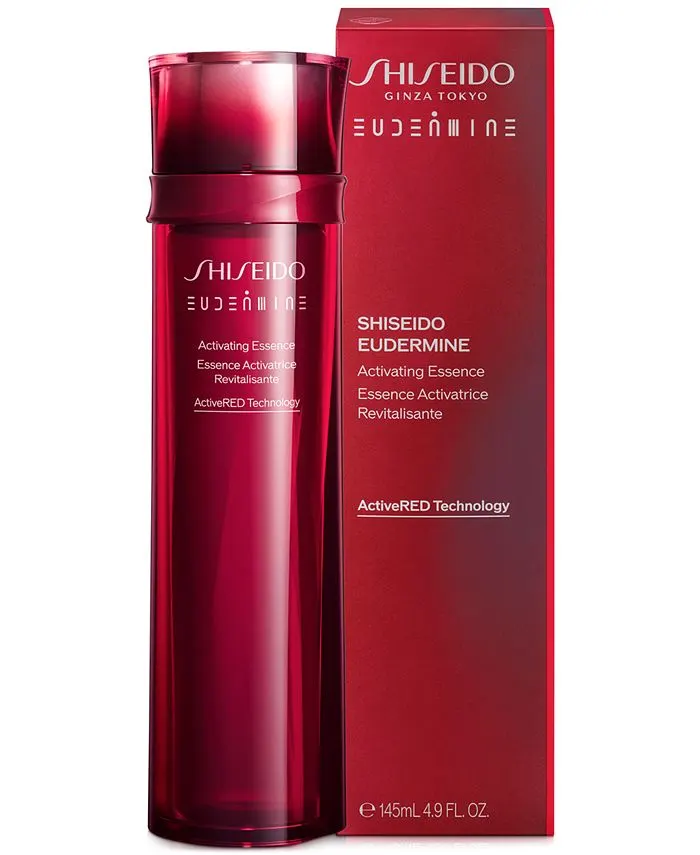 SHISEIDO
EUDERMINE
Activating Essence
Essence Activatrice
Revitalisante
ActiveRED Technology
SHISEIDO
GINZA TOKYO
EUDERMINE
SHISEIDO
EUDERMINE
Activating Essence
Essence Activatrice
Revitalisante
ActiveRED Technology
℮ 145mL 4.9 FL. OZ.